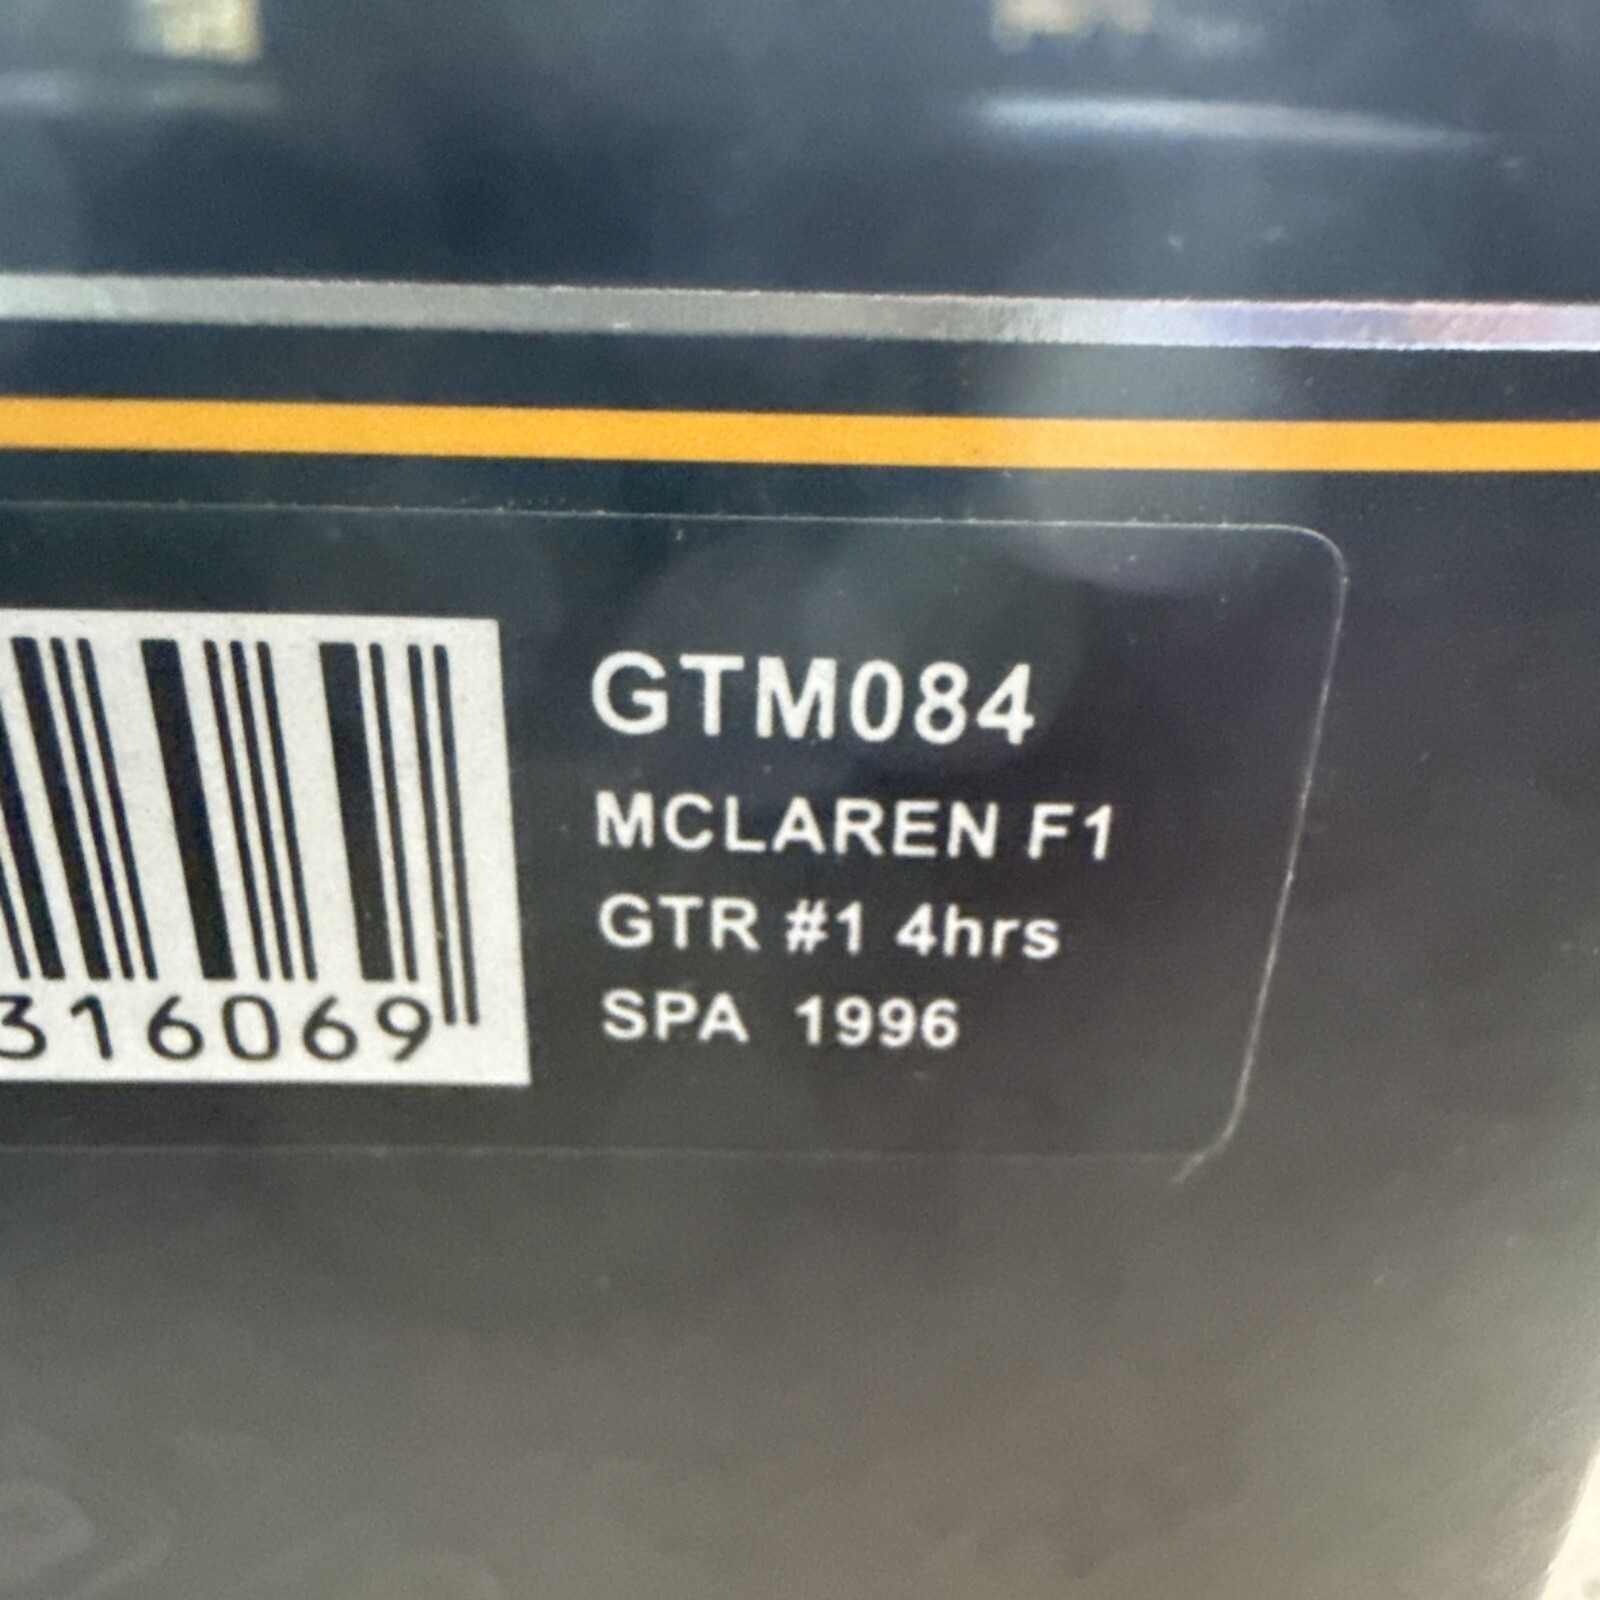 GTM084
MCLAREN F1
GTR #1 4hrs
SPA 1996
316069